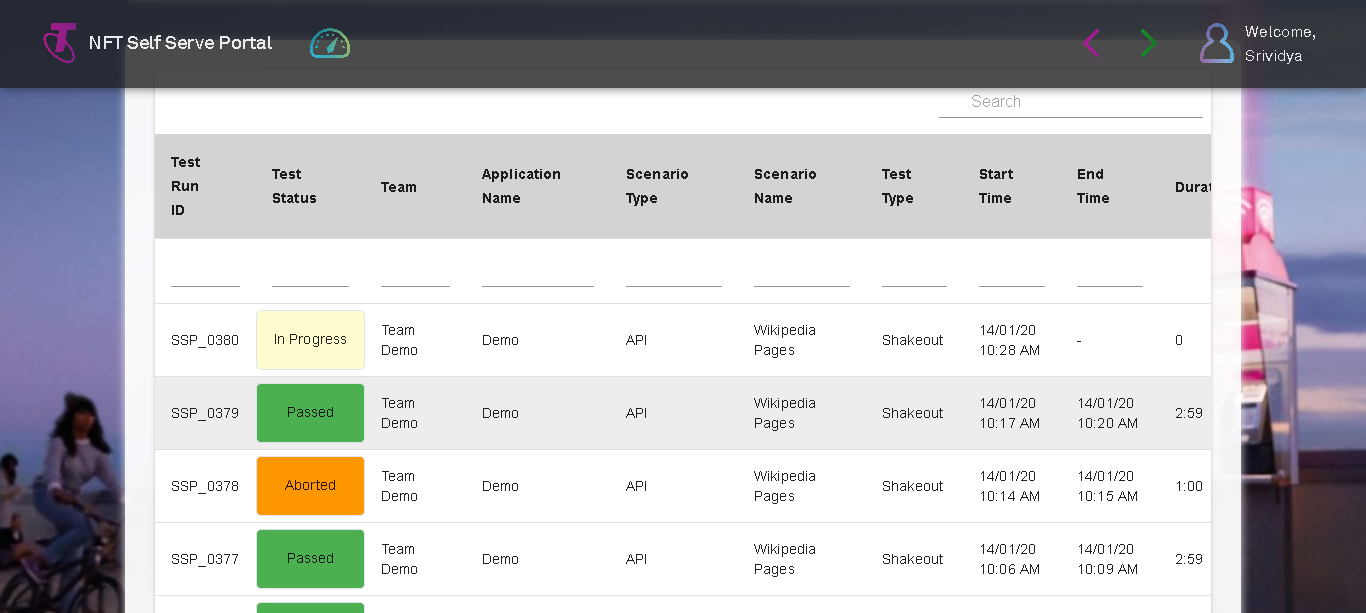 NFT Self Serve Portal
Welcome,
Srividya
Search
Test Run ID
Test Status
Team
Application Name
Scenario Type
Scenario Name
Test Type
Start Time
End Time
Durat
SSP_0380 In Progress Team Demo Demo API Wikipedia Pages Shakeout 14/01/20 10:28 AM - 0
SSP_0379 Passed Team Demo Demo API Wikipedia Pages Shakeout 14/01/20 10:17 AM 14/01/20 10:20 AM 2:59
SSP_0378 Aborted Team Demo Demo API Wikipedia Pages Shakeout 14/01/20 10:14 AM 14/01/20 10:15 AM 1:00
SSP_0377 Passed Team Demo Demo API Wikipedia Pages Shakeout 14/01/20 10:06 AM 14/01/20 10:09 AM 2:59